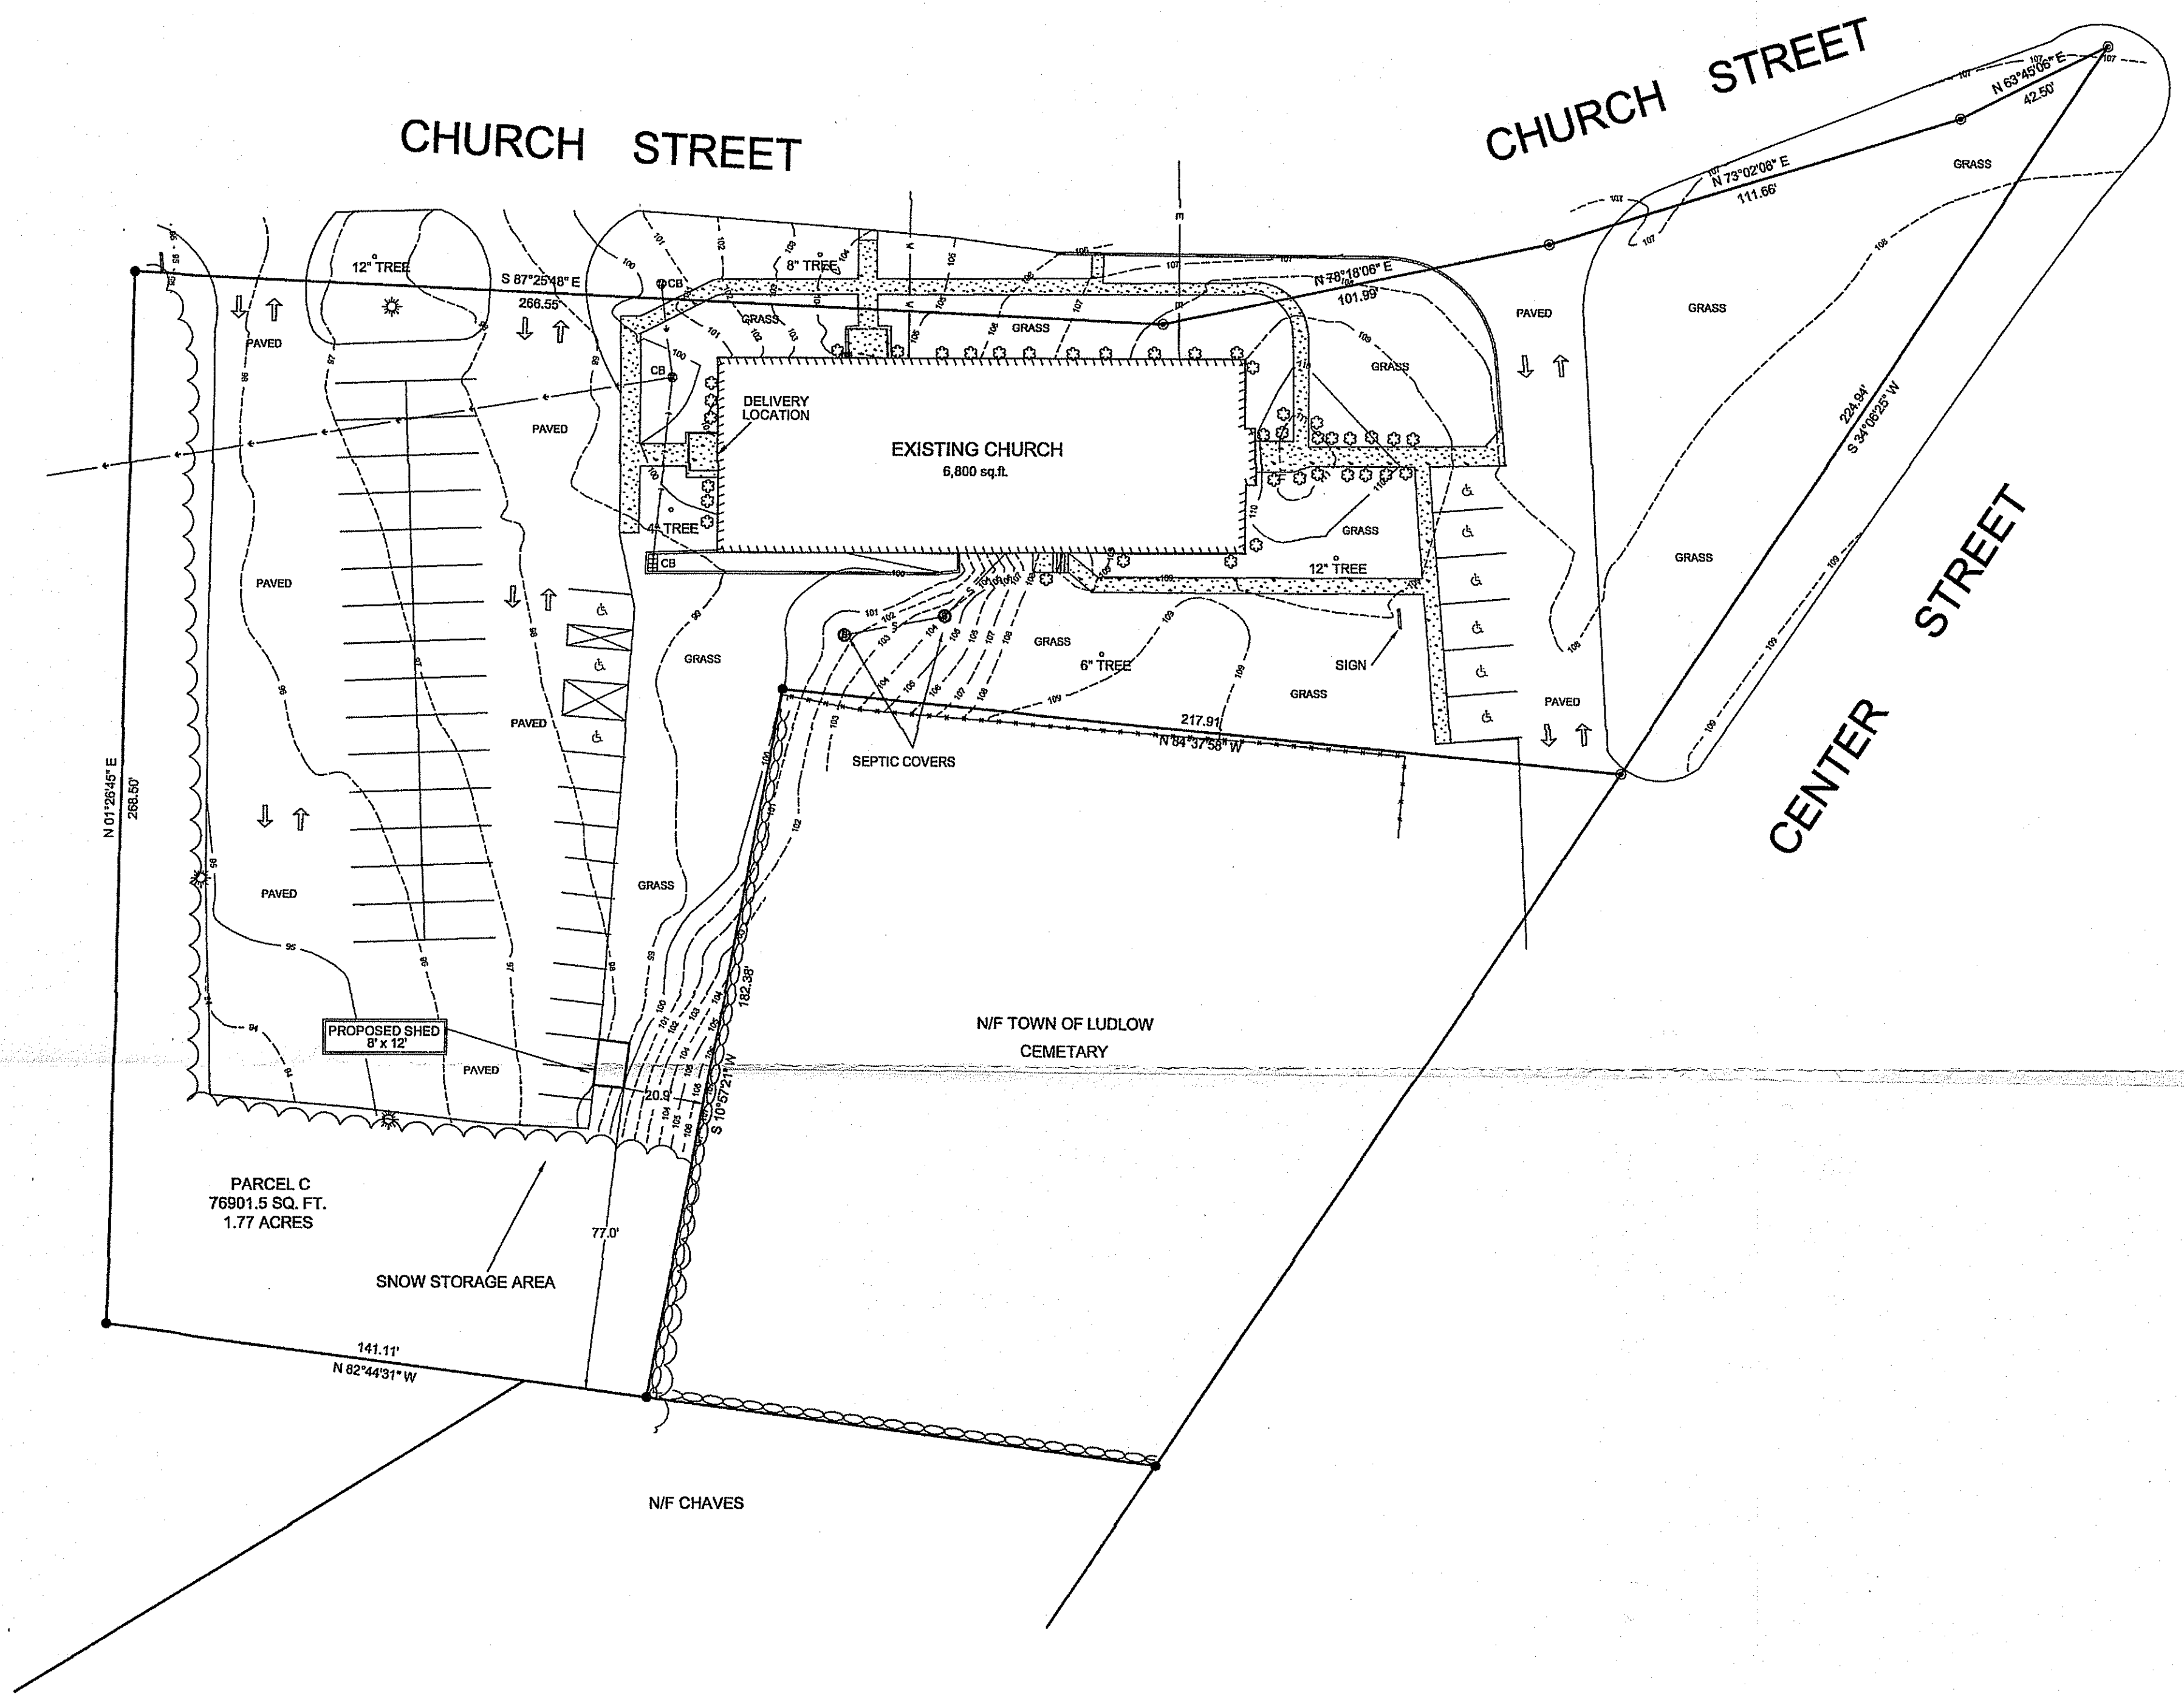 CHURCH STREET
CHURCH STREET
N 63°45'06" E
42.50'
N 73°02'08" E
111.66'
GRASS
12" TREE
8" TREE
S 87°25'48" E
266.55'
N 78°18'06" E
101.99'
CB
GRASS
GRASS
PAVED
PAVED
GRASS
GRASS
CB
DELIVERY
LOCATION
PAVED
EXISTING CHURCH
6,800 sq.ft.
224.94'
S 34°06'25" W
4" TREE
GRASS
GRASS
CB
12" TREE
PAVED
GRASS
GRASS
6" TREE
SIGN
GRASS
PAVED
PAVED
217.91
N 84°37'58" W
SEPTIC COVERS
CENTER STREET
N 01°26'45" E
268.50'
GRASS
PAVED
182.38'
S 10°57'21" W
PROPOSED SHED
8' x 12'
N/F TOWN OF LUDLOW
CEMETARY
PAVED
20.9'
PARCEL C
76901.5 SQ. FT.
1.77 ACRES
77.0'
SNOW STORAGE AREA
141.11'
N 82°44'31" W
N/F CHAVES